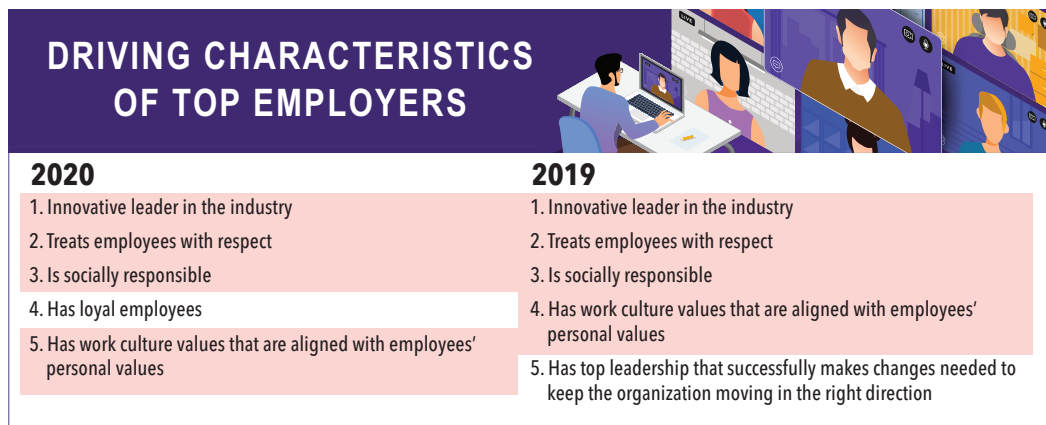 DRIVING CHARACTERISTICS
OF TOP EMPLOYERS
LIVE
LIVE
2020
1. Innovative leader in the industry
2. Treats employees with respect
3. Is socially responsible
4. Has loyal employees
5. Has work culture values that are aligned with employees’
personal values
2019
1. Innovative leader in the industry
2. Treats employees with respect
3. Is socially responsible
4. Has work culture values that are aligned with employees’
personal values
5. Has top leadership that successfully makes changes needed to
keep the organization moving in the right direction